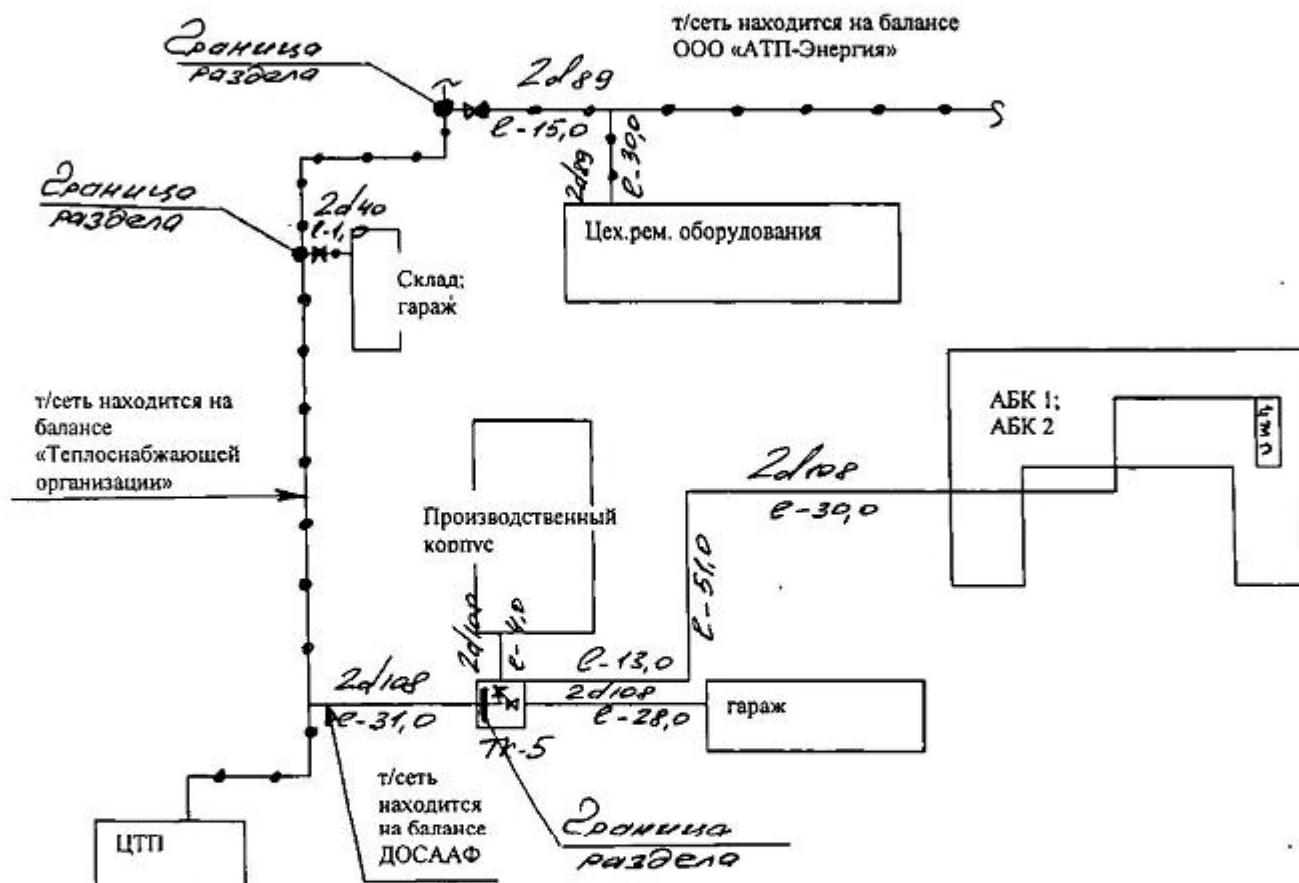 т/сеть находится на балансе
ООО «АТП-Энергия»
Граница
раздела
2d89
ℓ-15,0
2d89
ℓ-30,0
Цех.рем. оборудования
Граница
раздела
2d40
ℓ-1,0
Склад;
гараж
т/сеть находится на
балансе
«Теплоснабжающей
организации»
АБК 1;
АБК 2
2d108
ℓ-30,0
Производственный
корпус
ℓ-51,0
2d108
ℓ-4,0
ℓ-13,0
2d108
ℓ-31,0
2d108
ℓ-28,0
гараж
ТК-5
т/сеть
находится
на балансе
ДОСААФ
Граница
раздела
ЦТП